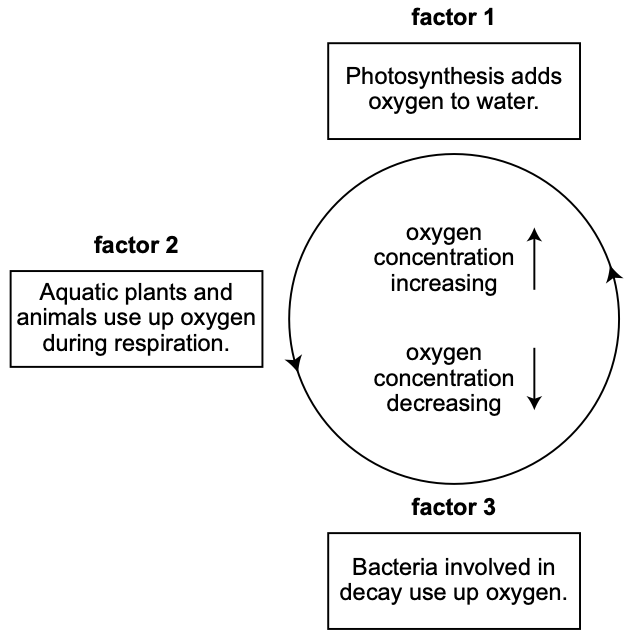 factor 1
Photosynthesis adds
oxygen to water.
factor 2
Aquatic plants and
animals use up oxygen
during respiration.
oxygen
concentration
increasing
oxygen
concentration
decreasing
factor 3
Bacteria involved in
decay use up oxygen.